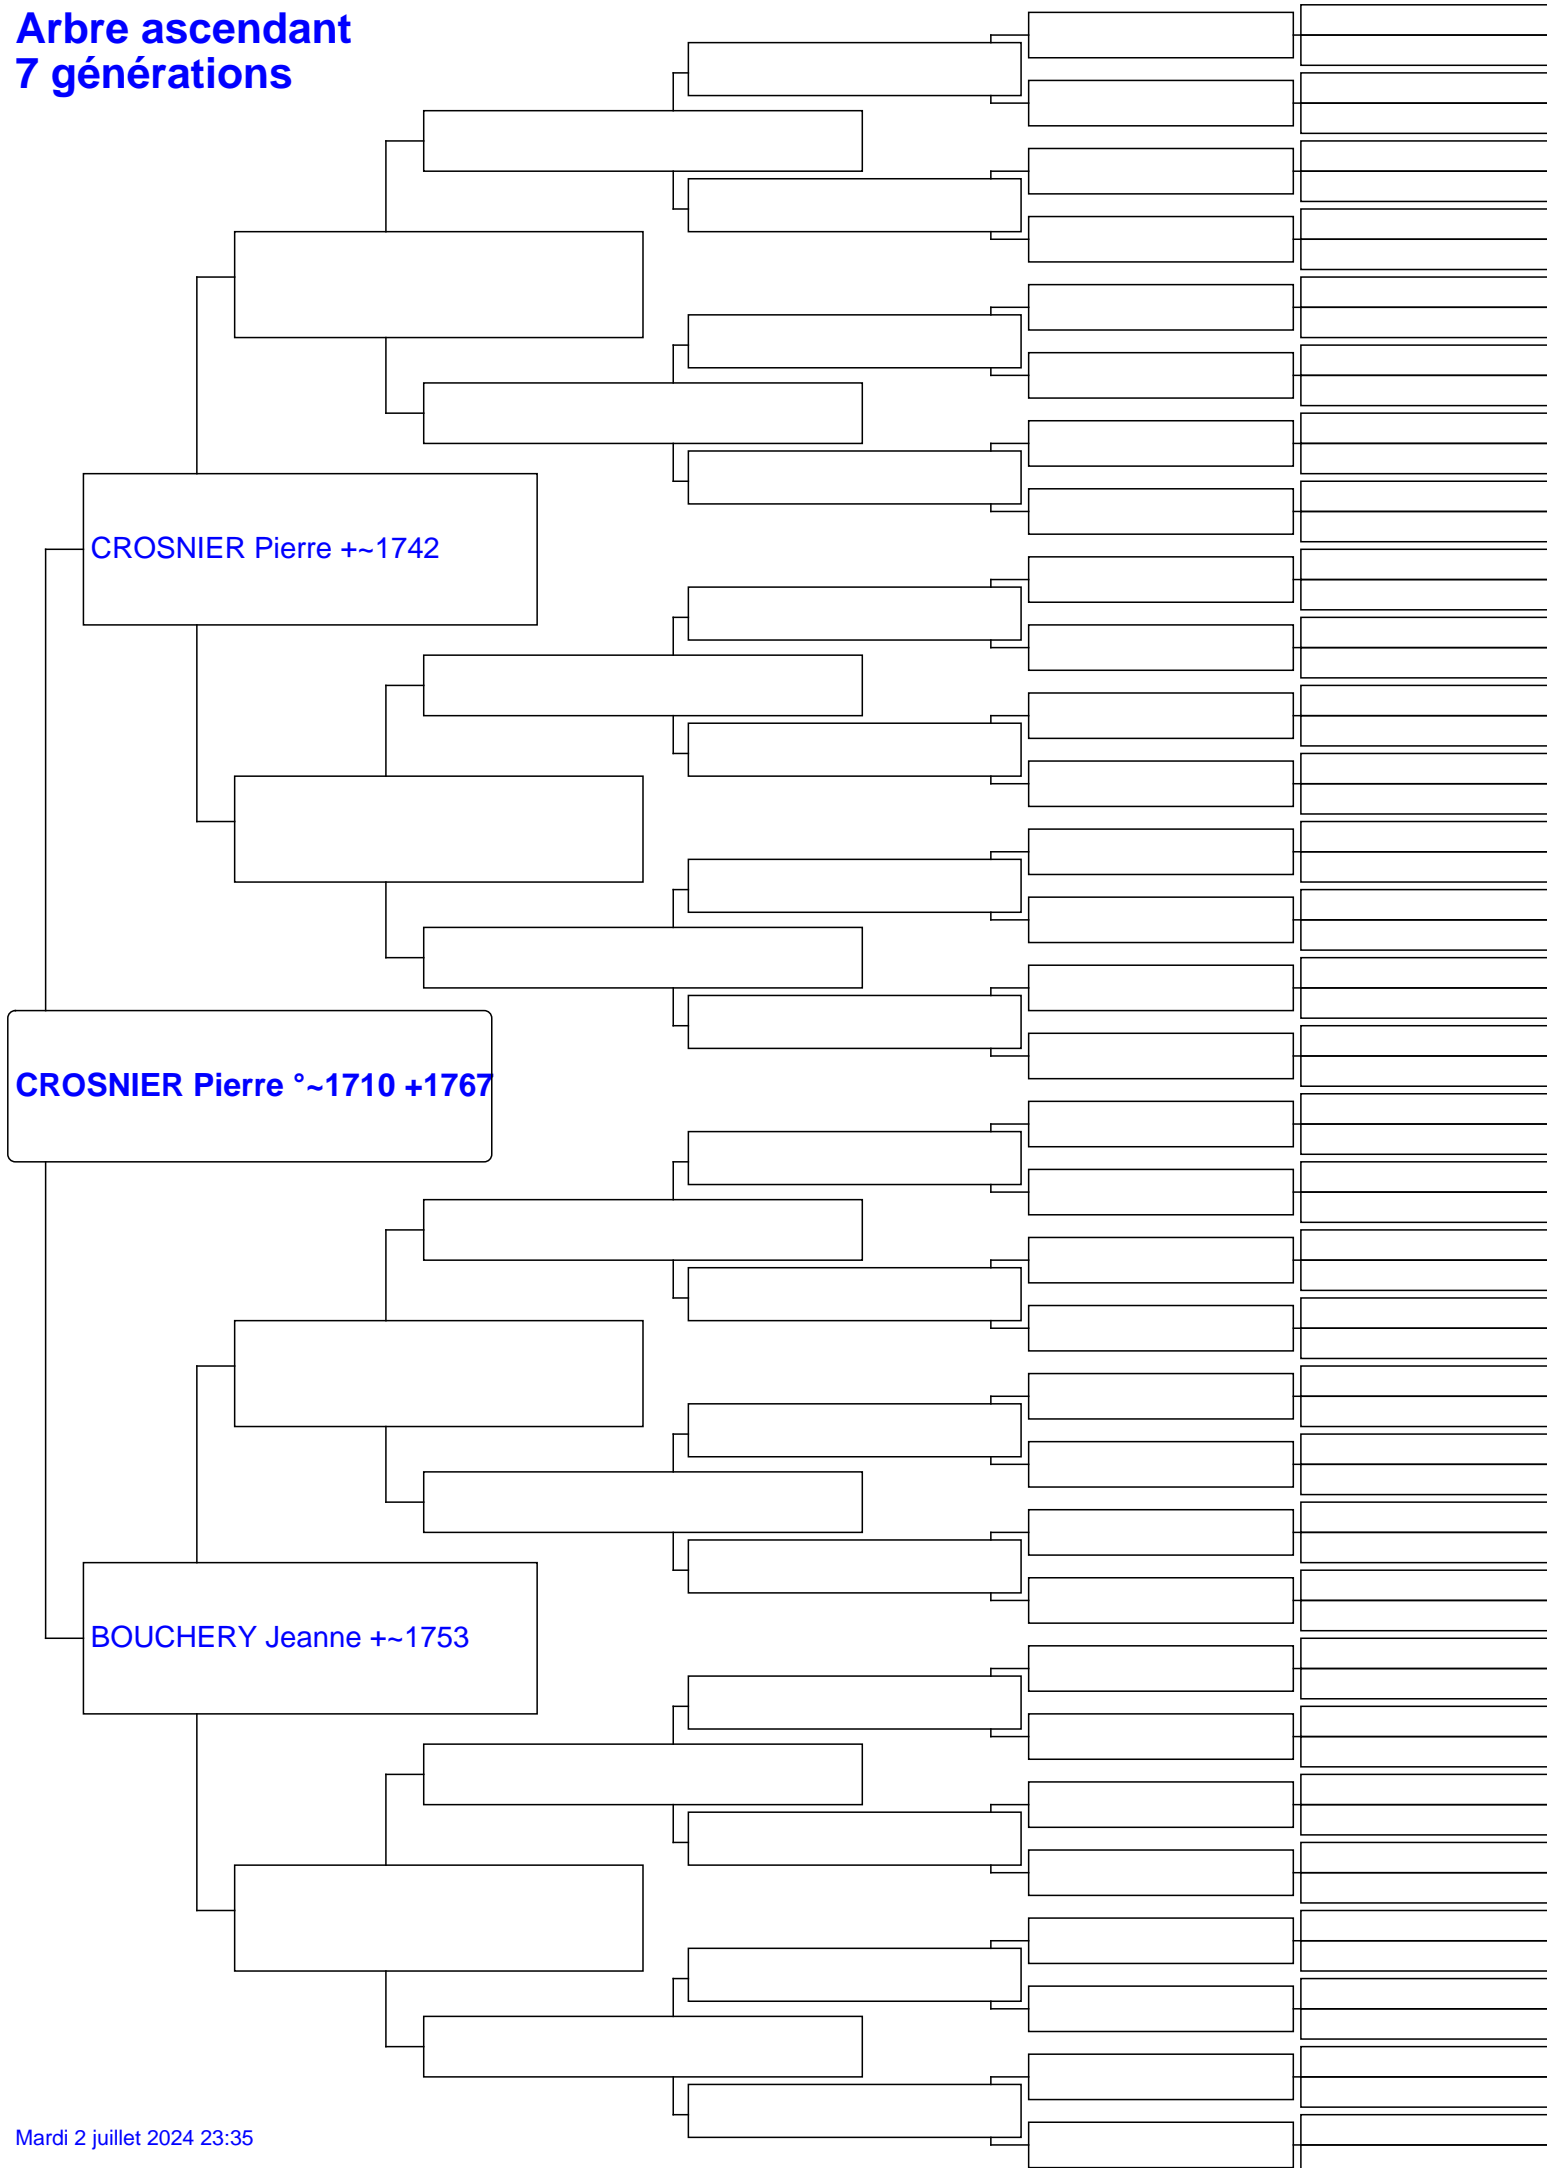 Arbre ascendant
7 générations
CROSNIER Pierre +~1742
CROSNIER Pierre °~1710 +1767
BOUCHERY Jeanne +~1753
Mardi 2 juillet 2024 23:35